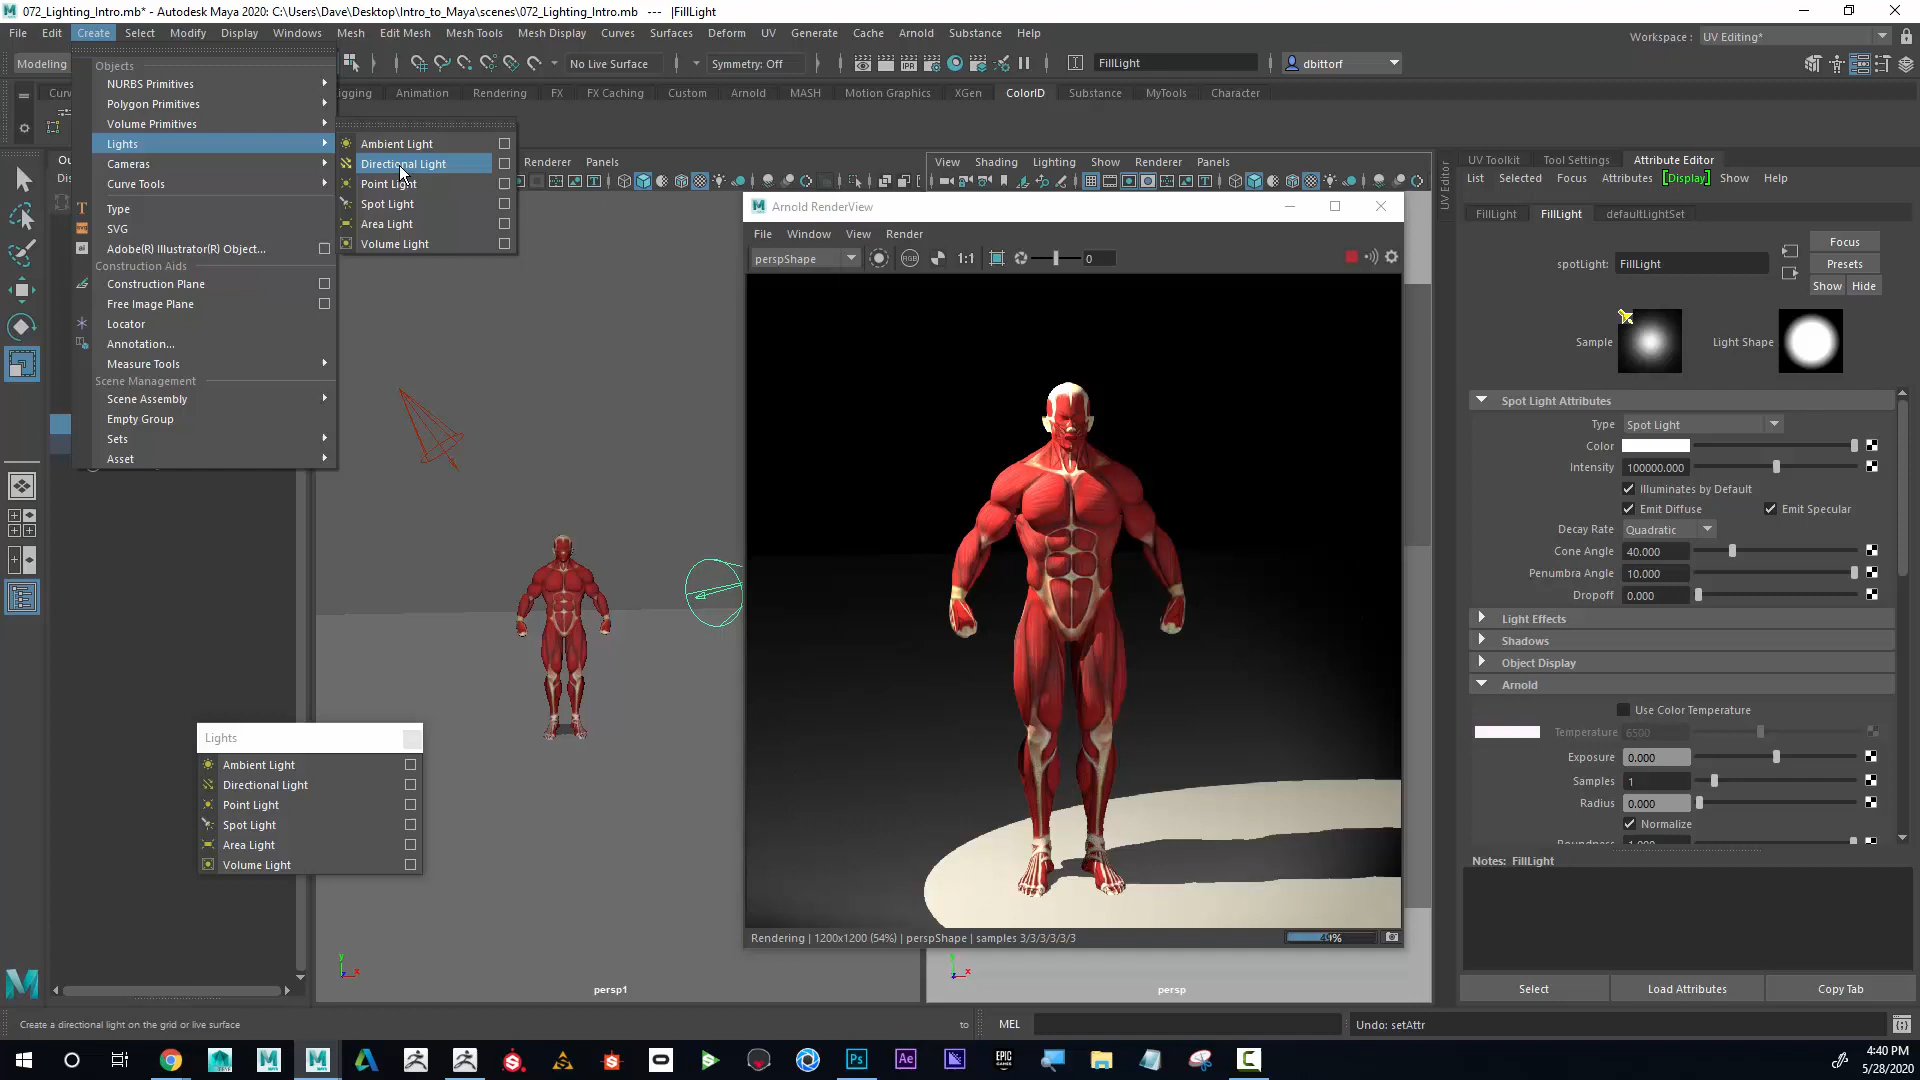 072_Lighting_Intro.mb* - Autodesk Maya 2020: C:\Users\Dave\Desktop\Intro_to_Maya\scenes\072_Lighting_Intro.mb --- |FillLight
File Edit Create Select Modify Display Windows Mesh Edit Mesh Mesh Tools Mesh Display Curves Surfaces Deform UV Generate Cache Arnold Substance Help
Workspace : UV Editing*
Modeling
No Live Surface
Symmetry: Off
FillLight
dbittorf
Animation Rendering FX FX Caching Custom Arnold MASH Motion Graphics XGen ColorID Substance MyTools Character
Objects
NURBS Primitives
Polygon Primitives
Volume Primitives
Lights
Cameras
Curve Tools
Type
SVG
Adobe(R) Illustrator(R) Object...
Construction Aids
Construction Plane
Free Image Plane
Locator
Annotation...
Measure Tools
Scene Management
Scene Assembly
Empty Group
Sets
Asset
Ambient Light
Directional Light
Point Light
Spot Light
Area Light
Volume Light
Renderer Panels
View Shading Lighting Show Renderer Panels
Arnold RenderView
File Window View Render
perspShape
RGB
1:1
0
Rendering | 1200x1200 (54%) | perspShape | samples 3/3/3/3/3/3
49%
Lights
Ambient Light
Directional Light
Point Light
Spot Light
Area Light
Volume Light
y
x
persp1
y
x
persp
UV Editor
UV Toolkit Tool Settings Attribute Editor
List Selected Focus Attributes Display Show Help
FillLight FillLight defaultLightSet
spotLight: FillLight
Focus
Presets
Show Hide
Sample
Light Shape
Spot Light Attributes
Type Spot Light
Color
Intensity 100000.000
Illuminates by Default
Emit Diffuse Emit Specular
Decay Rate Quadratic
Cone Angle 40.000
Penumbra Angle 10.000
Dropoff 0.000
Light Effects
Shadows
Object Display
Arnold
Use Color Temperature
Temperature 6500
Exposure 0.000
Samples 1
Radius 0.000
Normalize
Notes: FillLight
Select Load Attributes Copy Tab
Create a directional light on the grid or live surface
to
MEL
Undo: setAttr
Ps
Ae
EPIC GAMES
4:40 PM
5/28/2020